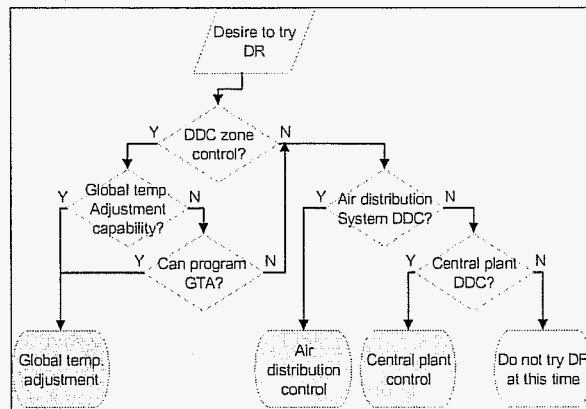 Desire to try
DR
Y
DDC zone
control?
N
Y
Global temp.
Adjustment
capability?
N
Y
Air distribution
System DDC?
N
Y
Can program
GTA?
N
Y
Central plant
DDC?
N
Global temp.
adjustment
Air
distribution
control
Central plant
control
Do not try DR
at this time